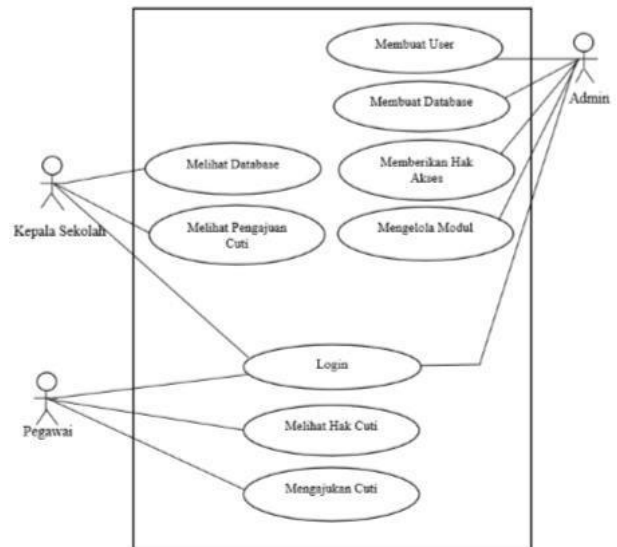 Membuat User
Admin
Membuat Database
Melihat Database
Memberikan Hak
Akses
Kepala Sekolah
Melihat Pengajuan
Cuti
Mengelola Modul
Login
Pegawai
Melihat Hak Cuti
Mengajukan Cuti